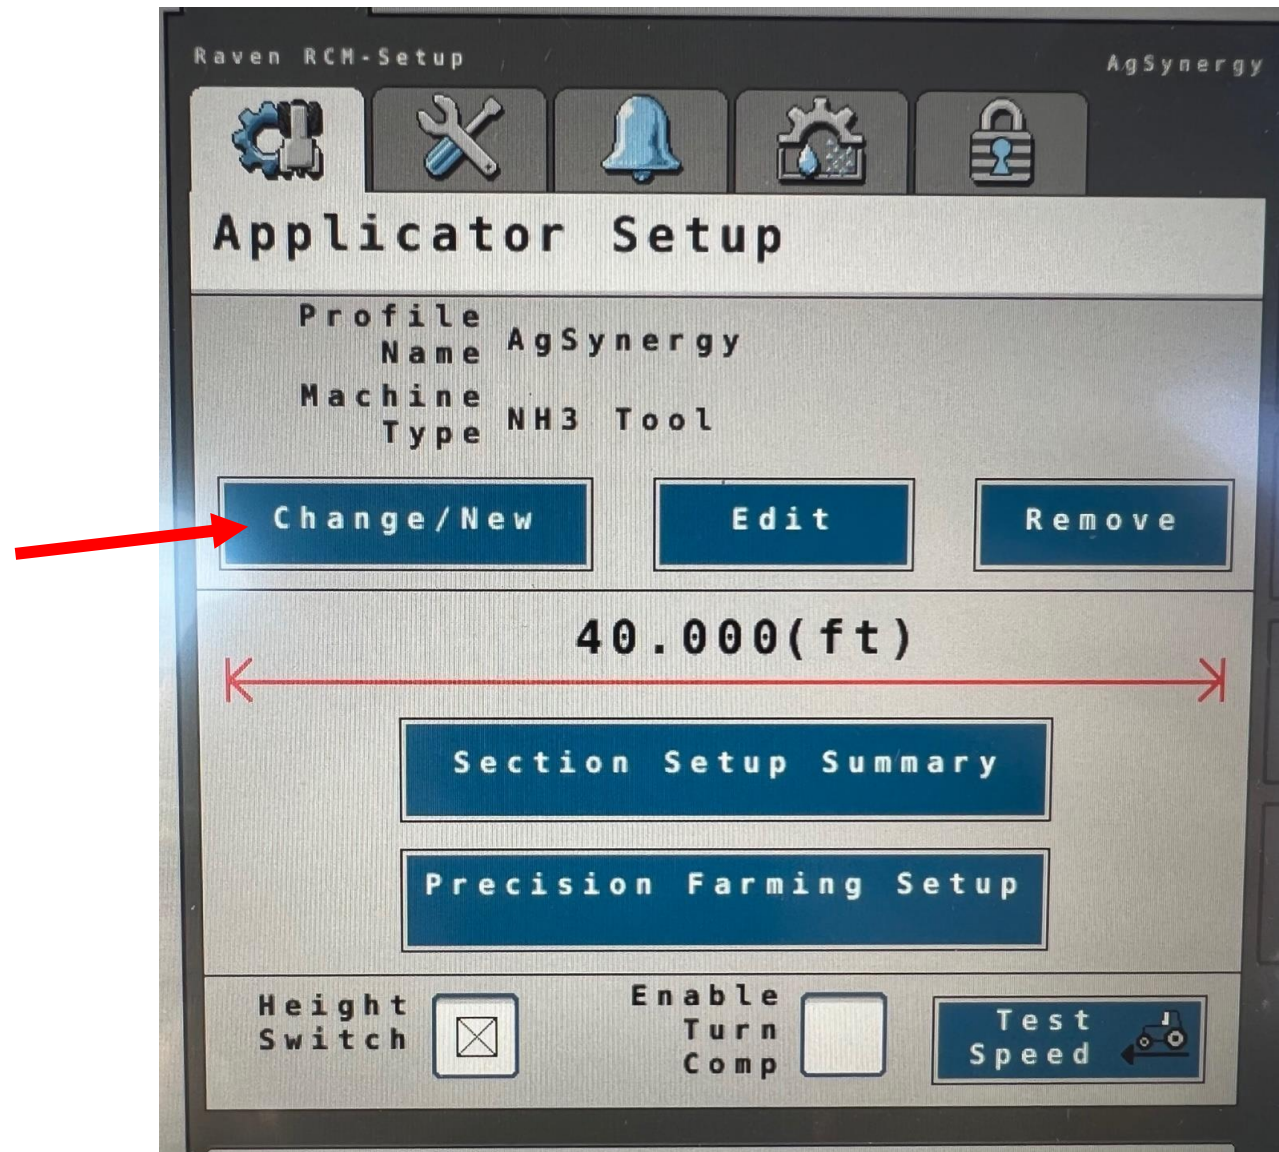 Raven RCM-Setup
AgSynergy
Applicator Setup
Profile
Name
AgSynergy
Machine
Type
NH3 Tool
Change/New
Edit
Remove
40.000(ft)
Section Setup Summary
Precision Farming Setup
Height
Switch
Enable
Turn
Comp
Test
Speed